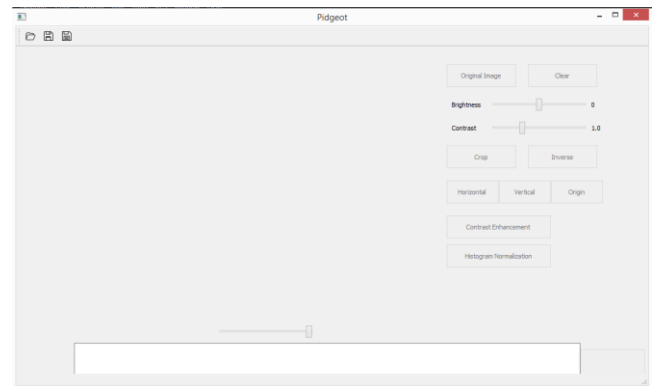 Pidgeot
Original Image Clear
Brightness 0
Contrast 1.0
Crop Inverse
Horizontal Vertical Origin
Contrast Enhancement
Histogram Normalization